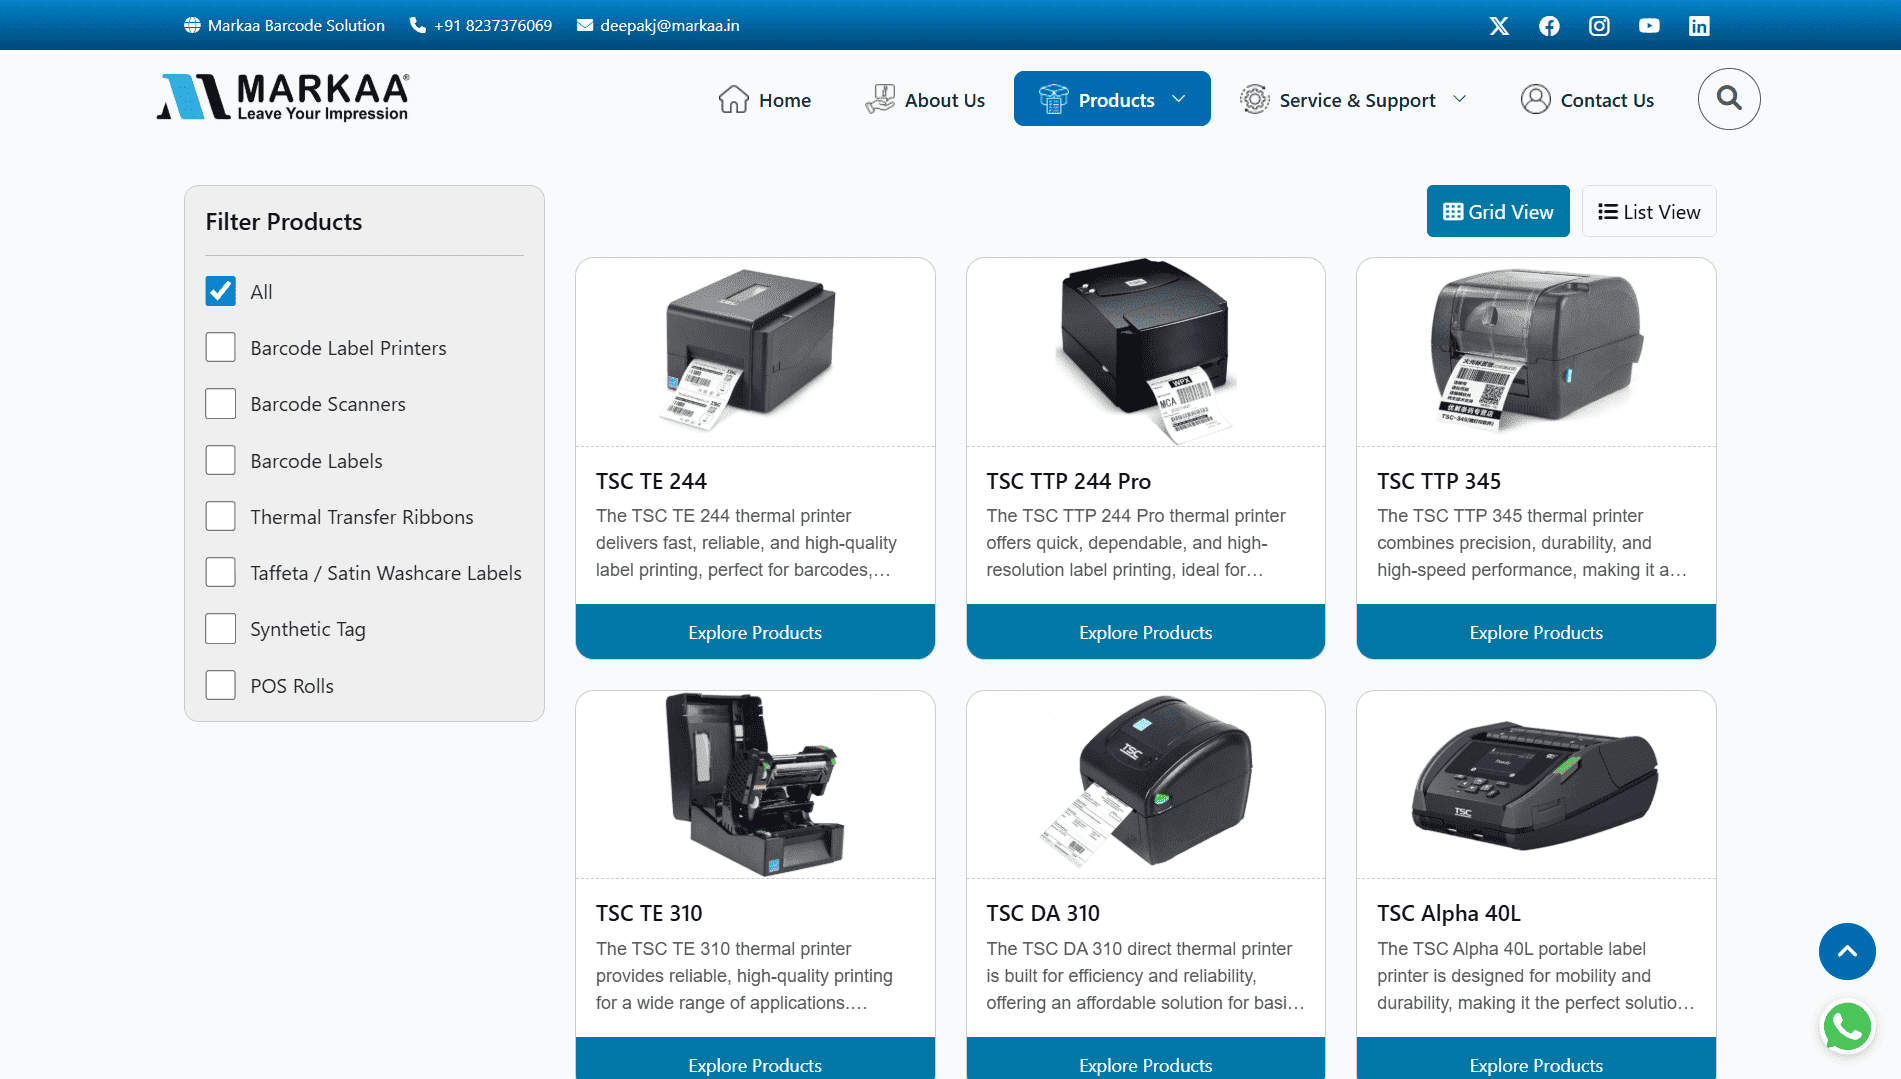 Markaa Barcode Solution
+91 8237376069
deepakj@markaa.in
MARKAA®
Leave Your Impression
Home
About Us
Products
Service & Support
Contact Us
Filter Products
All
Barcode Label Printers
Barcode Scanners
Barcode Labels
Thermal Transfer Ribbons
Taffeta / Satin Washcare Labels
Synthetic Tag
POS Rolls
Grid View
List View
TSC TE 244
The TSC TE 244 thermal printer
delivers fast, reliable, and high-quality
label printing, perfect for barcodes,…
Explore Products
WPX
MCA
TSC TTP 244 Pro
The TSC TTP 244 Pro thermal printer
offers quick, dependable, and high-
resolution label printing, ideal for…
Explore Products
TSC TTP 345
The TSC TTP 345 thermal printer
combines precision, durability, and
high-speed performance, making it a…
Explore Products
TSC TE 310
The TSC TE 310 thermal printer
provides reliable, high-quality printing
for a wide range of applications.…
Explore Products
TSC
TSC DA 310
The TSC DA 310 direct thermal printer
is built for efficiency and reliability,
offering an affordable solution for basi…
Explore Products
TSC
TSC Alpha 40L
The TSC Alpha 40L portable label
printer is designed for mobility and
durability, making it the perfect solutio…
Explore Products